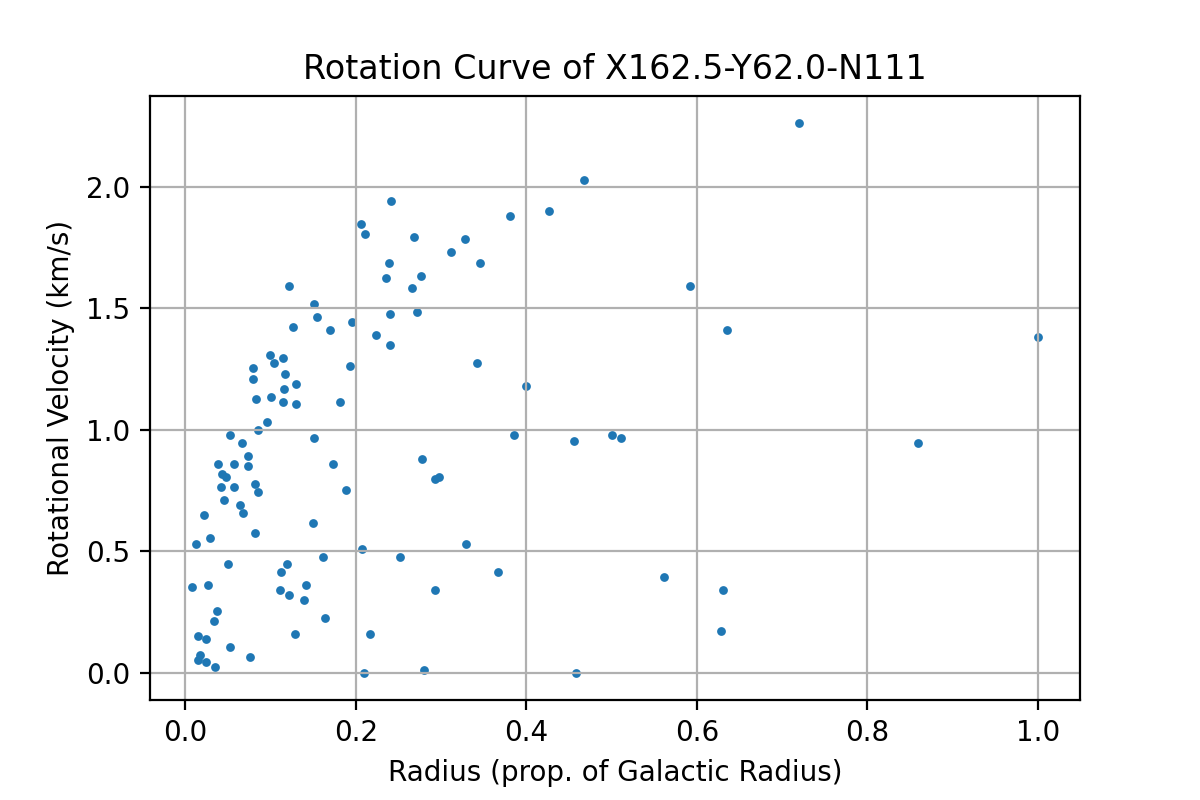 Rotation Curve of X162.5-Y62.0-N111
Rotational Velocity (km/s)
2.0
1.5
1.0
0.5
0.0
0.0 0.2 0.4 0.6 0.8 1.0
Radius (prop. of Galactic Radius)